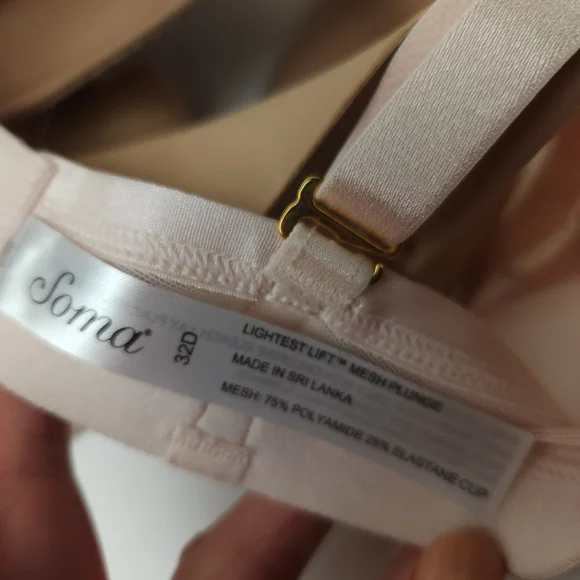 Soma®
32D
LIGHTEST LIFT™ MESH PLUNGE
MADE IN SRI LANKA
MESH: 75% POLYAMIDE 25% ELASTANE CUP